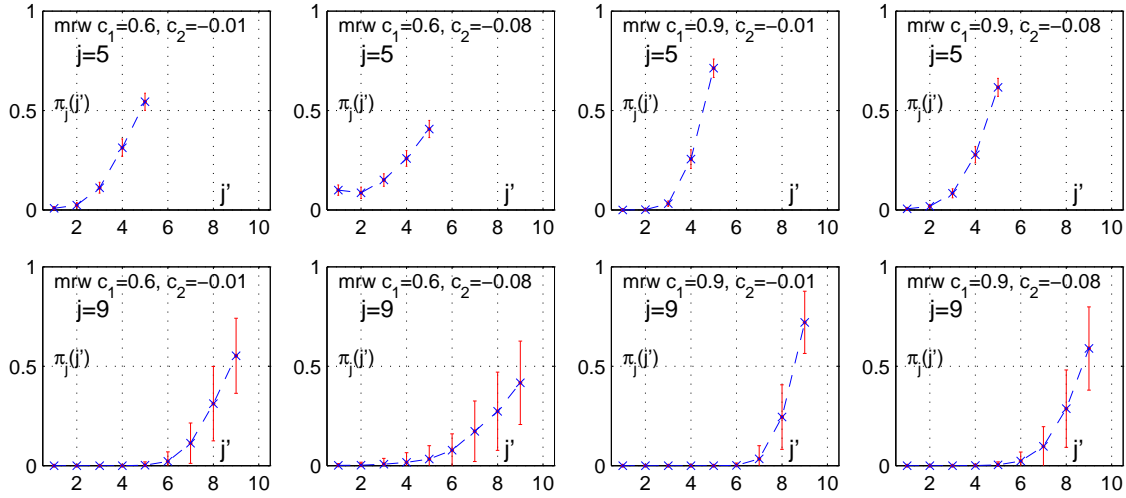 1
mrw c₁=0.6, c₂=−0.01
j=5
0.5
πⱼ(j’)
j’
0
2 4 6 8 10
1
mrw c₁=0.6, c₂=−0.08
j=5
0.5
πⱼ(j’)
j’
0
2 4 6 8 10
1
mrw c₁=0.9, c₂=−0.01
j=5
0.5
πⱼ(j’)
j’
0
2 4 6 8 10
1
mrw c₁=0.9, c₂=−0.08
j=5
0.5
πⱼ(j’)
j’
0
2 4 6 8 10
1
mrw c₁=0.6, c₂=−0.01
j=9
πⱼ(j’)
0.5
j’
0
2 4 6 8 10
1
mrw c₁=0.6, c₂=−0.08
j=9
πⱼ(j’)
0.5
j’
0
2 4 6 8 10
1
mrw c₁=0.9, c₂=−0.01
j=9
πⱼ(j’)
0.5
j’
0
2 4 6 8 10
1
mrw c₁=0.9, c₂=−0.08
j=9
πⱼ(j’)
0.5
j’
0
2 4 6 8 10